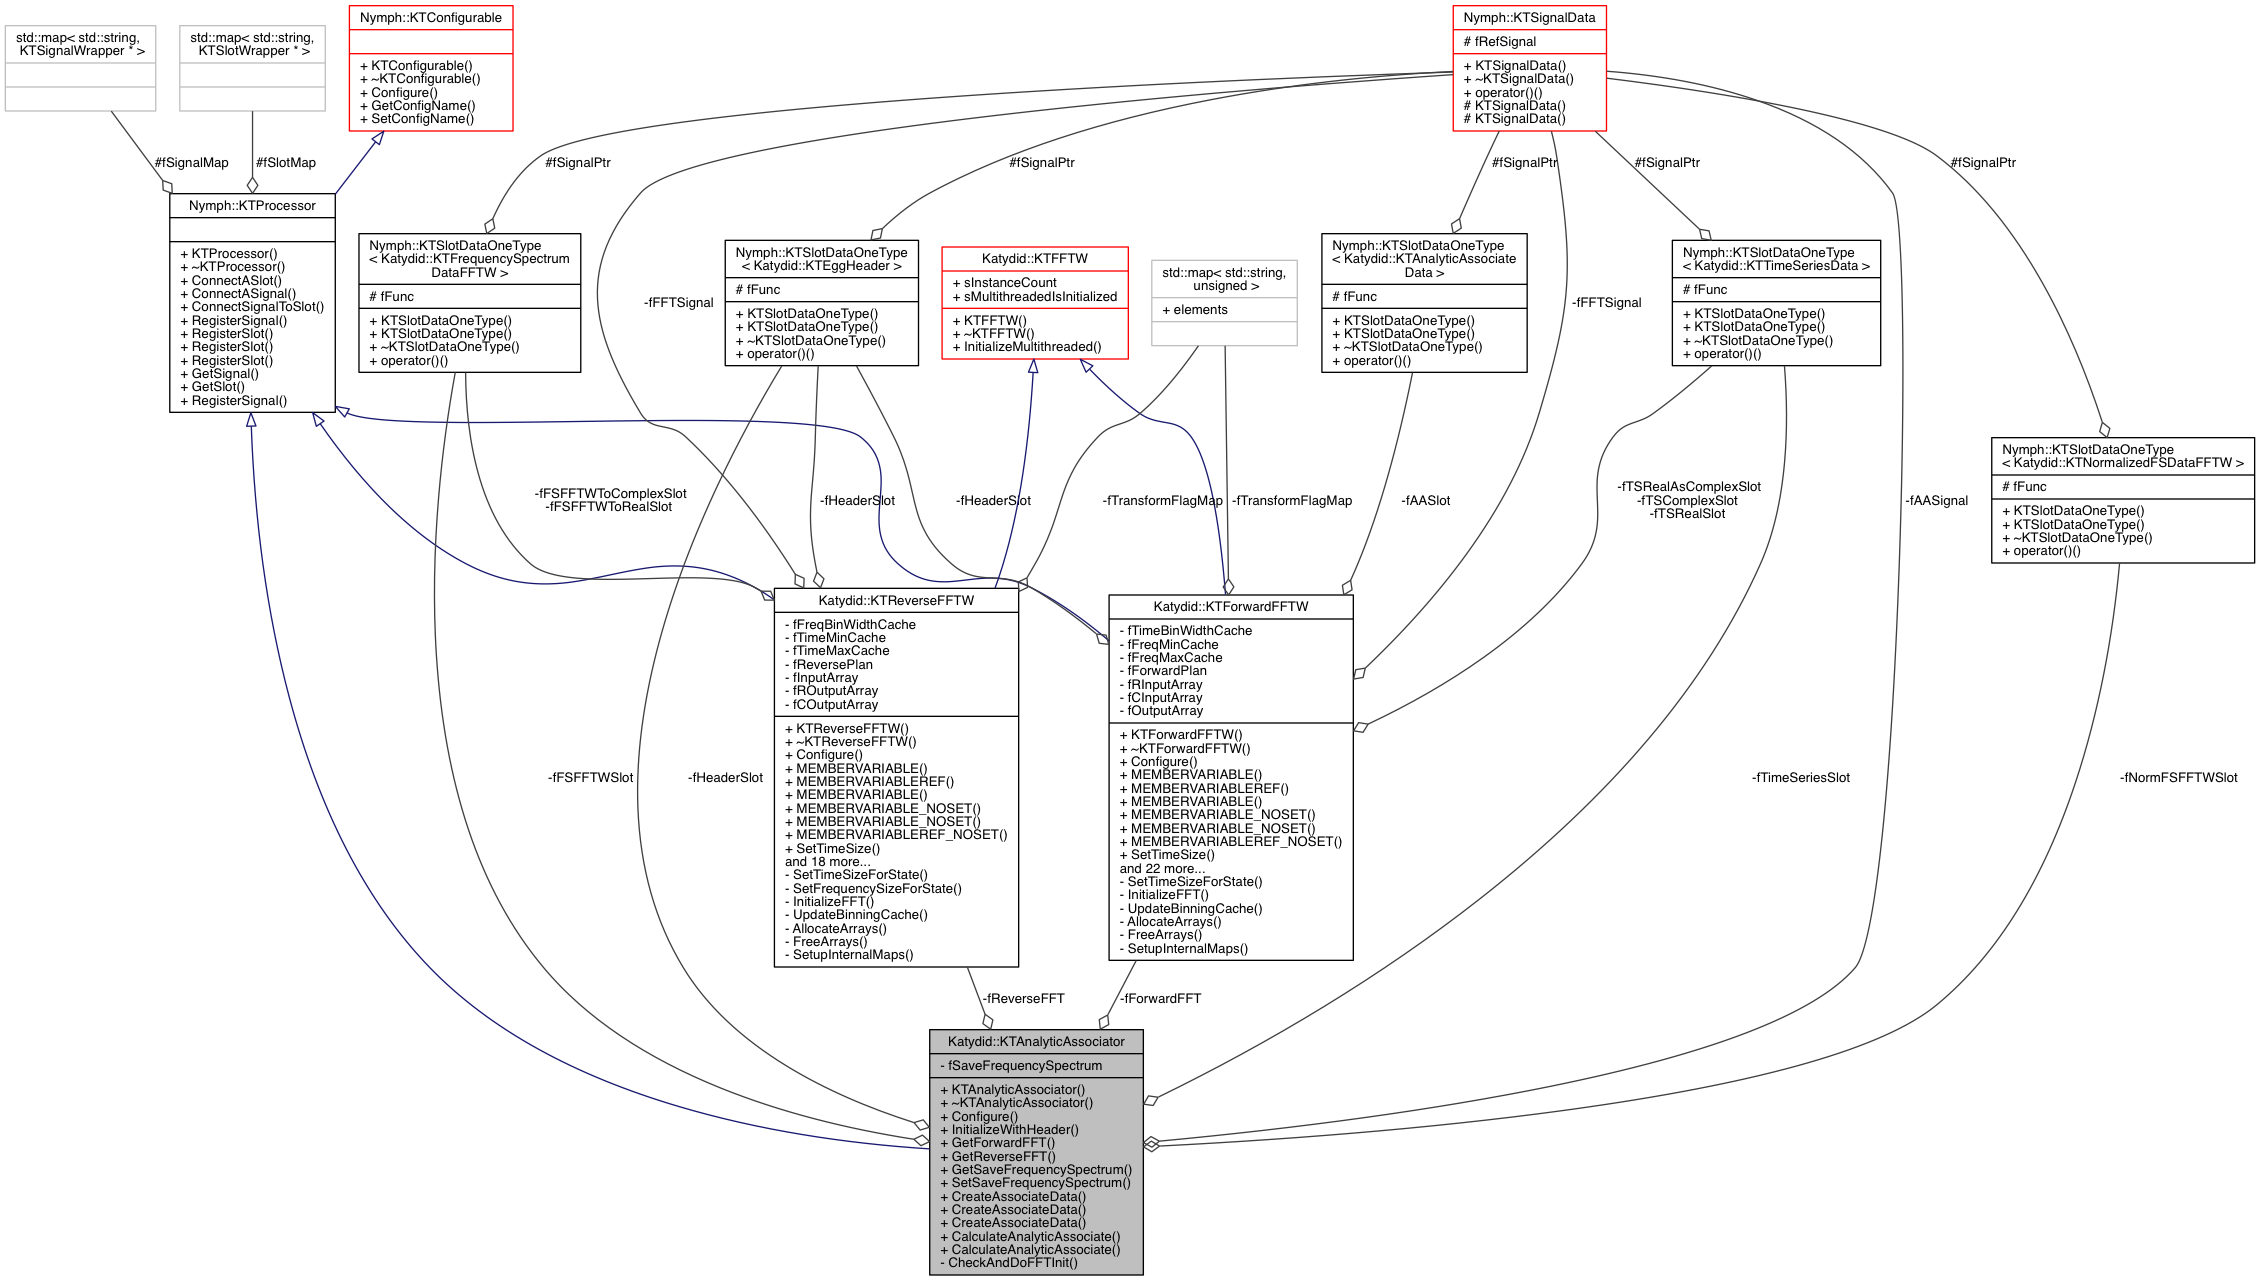 std::map< std::string,
KTSignalWrapper * >
std::map< std::string,
KTSlotWrapper * >
Nymph::KTConfigurable
+ KTConfigurable()
+ ~KTConfigurable()
+ Configure()
+ GetConfigName()
+ SetConfigName()
Nymph::KTSignalData
# fRefSignal
+ KTSignalData()
+ ~KTSignalData()
+ operator()()
# KTSignalData()
# KTSignalData()
#fSignalMap
#fSlotMap
#fSignalPtr
#fSignalPtr
#fSignalPtr
#fSignalPtr
#fSignalPtr
Nymph::KTProcessor
+ KTProcessor()
+ ~KTProcessor()
+ ConnectASlot()
+ ConnectASignal()
+ ConnectSignalToSlot()
+ RegisterSignal()
+ RegisterSlot()
+ RegisterSlot()
+ RegisterSlot()
+ GetSignal()
+ GetSlot()
+ RegisterSignal()
Nymph::KTSlotDataOneType
< Katydid::KTFrequencySpectrum
DataFFTW >
# fFunc
+ KTSlotDataOneType()
+ KTSlotDataOneType()
+ ~KTSlotDataOneType()
+ operator()()
-fFFTSignal
Nymph::KTSlotDataOneType
< Katydid::KTEggHeader >
# fFunc
+ KTSlotDataOneType()
+ KTSlotDataOneType()
+ ~KTSlotDataOneType()
+ operator()()
Katydid::KTFFTW
+ sInstanceCount
+ sMultithreadedIsInitialized
+ KTFFTW()
+ ~KTFFTW()
+ InitializeMultithreaded()
std::map< std::string,
unsigned >
+ elements
Nymph::KTSlotDataOneType
< Katydid::KTAnalyticAssociate
Data >
# fFunc
+ KTSlotDataOneType()
+ KTSlotDataOneType()
+ ~KTSlotDataOneType()
+ operator()()
-fFFTSignal
Nymph::KTSlotDataOneType
< Katydid::KTTimeSeriesData >
# fFunc
+ KTSlotDataOneType()
+ KTSlotDataOneType()
+ ~KTSlotDataOneType()
+ operator()()
Nymph::KTSlotDataOneType
< Katydid::KTNormalizedFSDataFFTW >
# fFunc
+ KTSlotDataOneType()
+ KTSlotDataOneType()
+ ~KTSlotDataOneType()
+ operator()()
-fFSFFTWToComplexSlot
-fFSFFTWToRealSlot
-fHeaderSlot
-fHeaderSlot
-fTransformFlagMap
-fTransformFlagMap
-fAASlot
-fTSRealAsComplexSlot
-fTSComplexSlot
-fTSRealSlot
-fAASignal
Katydid::KTReverseFFTW
- fFreqBinWidthCache
- fTimeMinCache
- fTimeMaxCache
- fReversePlan
- fInputArray
- fROutputArray
- fCOutputArray
+ KTReverseFFTW()
+ ~KTReverseFFTW()
+ Configure()
+ MEMBERVARIABLE()
+ MEMBERVARIABLEREF()
+ MEMBERVARIABLE()
+ MEMBERVARIABLE_NOSET()
+ MEMBERVARIABLE_NOSET()
+ MEMBERVARIABLEREF_NOSET()
+ SetTimeSize()
and 18 more...
- SetTimeSizeForState()
- SetFrequencySizeForState()
- InitializeFFT()
- UpdateBinningCache()
- AllocateArrays()
- FreeArrays()
- SetupInternalMaps()
Katydid::KTForwardFFTW
- fTimeBinWidthCache
- fFreqMinCache
- fFreqMaxCache
- fForwardPlan
- fRInputArray
- fCInputArray
- fOutputArray
+ KTForwardFFTW()
+ ~KTForwardFFTW()
+ Configure()
+ MEMBERVARIABLE()
+ MEMBERVARIABLEREF()
+ MEMBERVARIABLE()
+ MEMBERVARIABLE_NOSET()
+ MEMBERVARIABLE_NOSET()
+ MEMBERVARIABLEREF_NOSET()
+ SetTimeSize()
and 22 more...
- SetTimeSizeForState()
- InitializeFFT()
- UpdateBinningCache()
- AllocateArrays()
- FreeArrays()
- SetupInternalMaps()
-fFSFFTWSlot
-fHeaderSlot
-fTimeSeriesSlot
-fNormFSFFTWSlot
-fReverseFFT
-fForwardFFT
Katydid::KTAnalyticAssociator
- fSaveFrequencySpectrum
+ KTAnalyticAssociator()
+ ~KTAnalyticAssociator()
+ Configure()
+ InitializeWithHeader()
+ GetForwardFFT()
+ GetReverseFFT()
+ GetSaveFrequencySpectrum()
+ SetSaveFrequencySpectrum()
+ CreateAssociateData()
+ CreateAssociateData()
+ CreateAssociateData()
+ CalculateAnalyticAssociate()
+ CalculateAnalyticAssociate()
- CheckAndDoFFTInit()